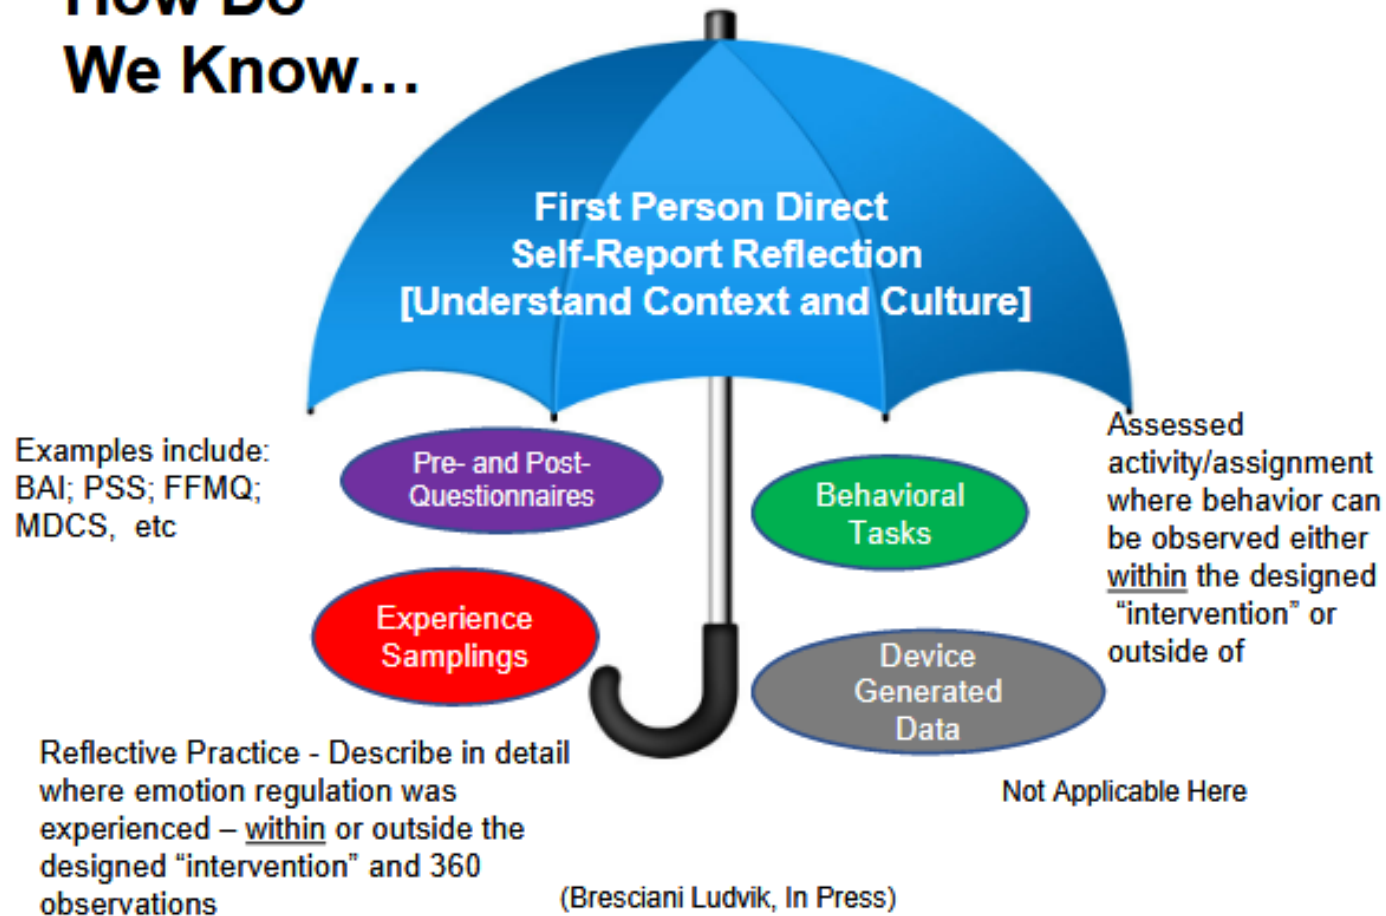 How Do
We Know...
First Person Direct
Self-Report Reflection
[Understand Context and Culture]
Examples include:
BAI; PSS; FFMQ;
MDCS, etc
Pre- and Post-
Questionnaires
Behavioral
Tasks
Assessed
activity/assignment
where behavior can
be observed either
within the designed
“intervention” or
outside of
Experience
Samplings
Device
Generated
Data
Reflective Practice - Describe in detail
where emotion regulation was
experienced – within or outside the
designed “intervention” and 360
observations
Not Applicable Here
(Bresciani Ludvik, In Press)